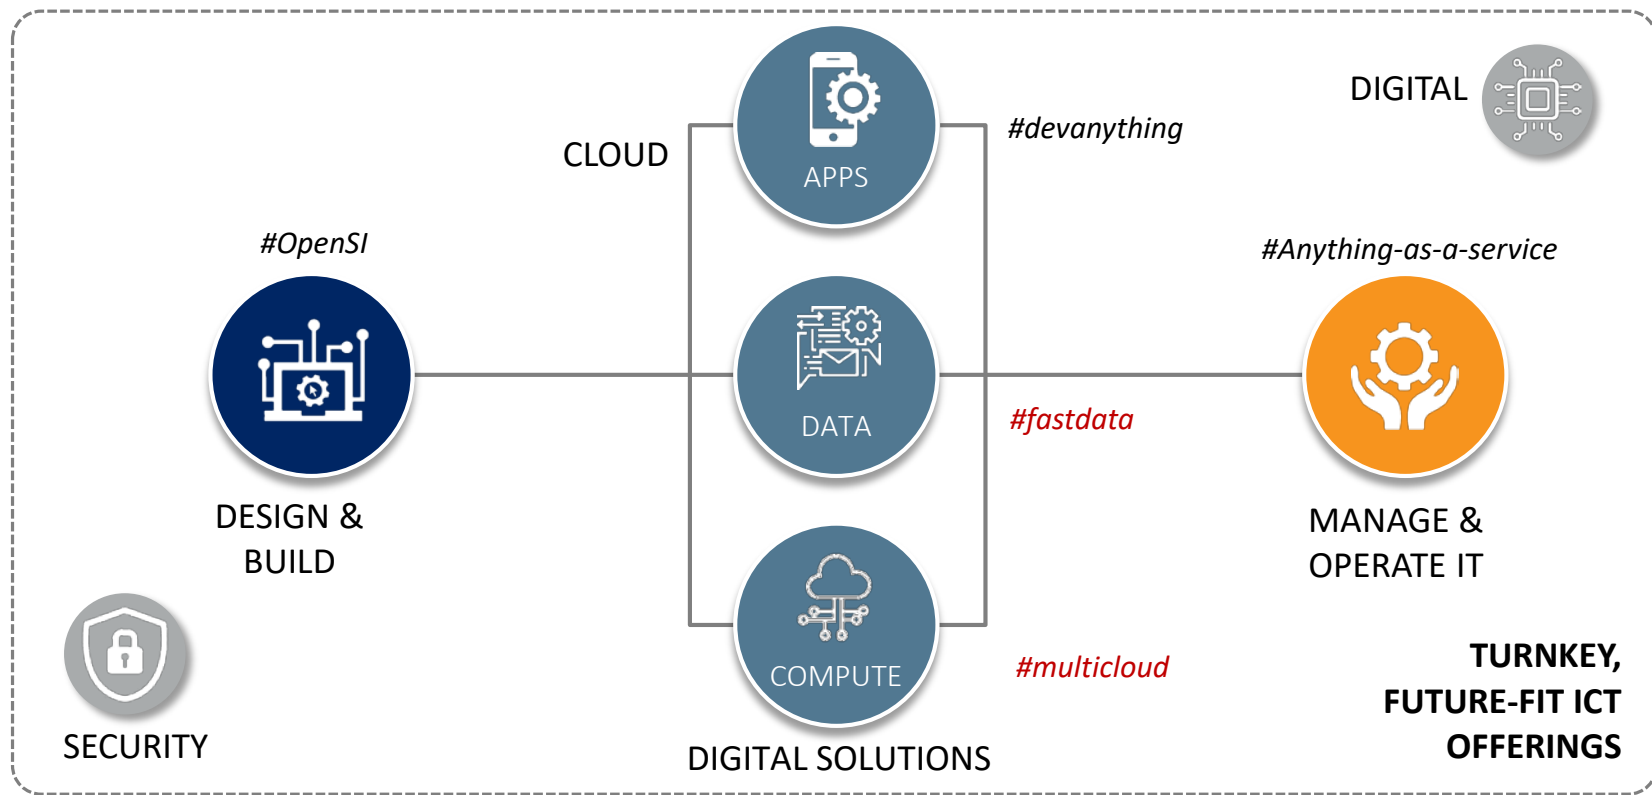 DIGITAL
#devanything
CLOUD
APPS
#OpenSI
#Anything-as-a-service
DATA
#fastdata
DESIGN &
BUILD
MANAGE &
OPERATE IT
COMPUTE
#multicloud
SECURITY
DIGITAL SOLUTIONS
TURNKEY,
FUTURE-FIT ICT
OFFERINGS